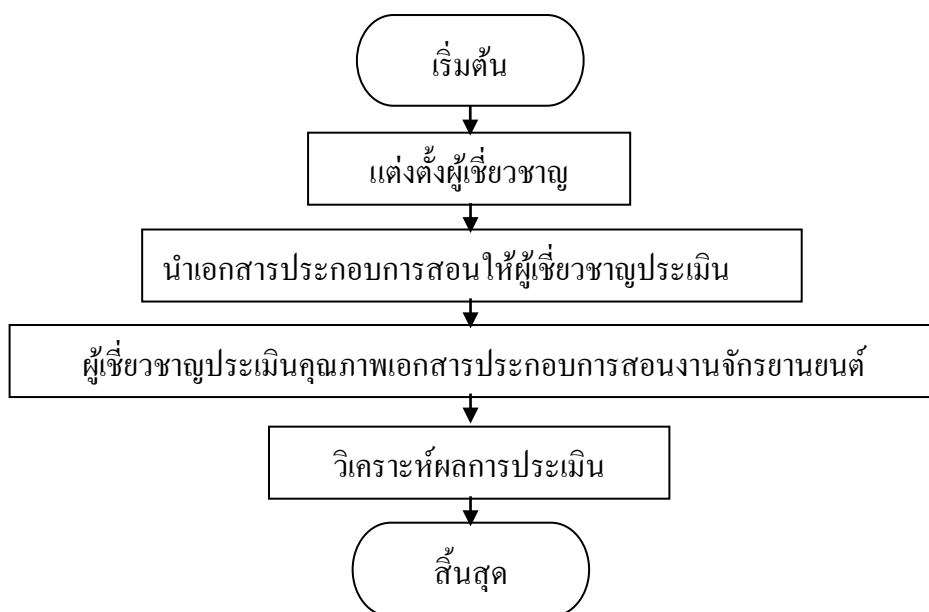 เริ่มต้น
แต่งตั้งผู้เชี่ยวชาญ
นำเอกสารประกอบการสอนให้ผู้เชี่ยวชาญประเมิน
ผู้เชี่ยวชาญประเมินคุณภาพเอกสารประกอบการสอนงานจักรยานยนต์
วิเคราะห์ผลการประเมิน
สิ้นสุด